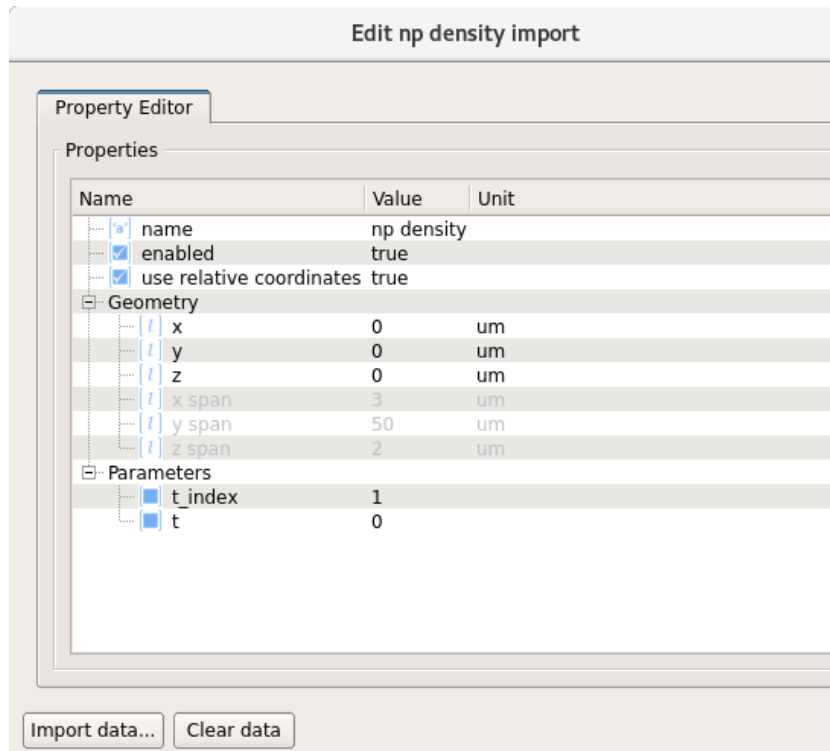 Edit np density import
Property Editor
Properties
Name Value Unit
name np density
enabled true
use relative coordinates true
Geometry
x 0 um
y 0 um
z 0 um
x span 3 um
y span 50 um
z span 2 um
Parameters
t_index 1
t 0
Import data... Clear data